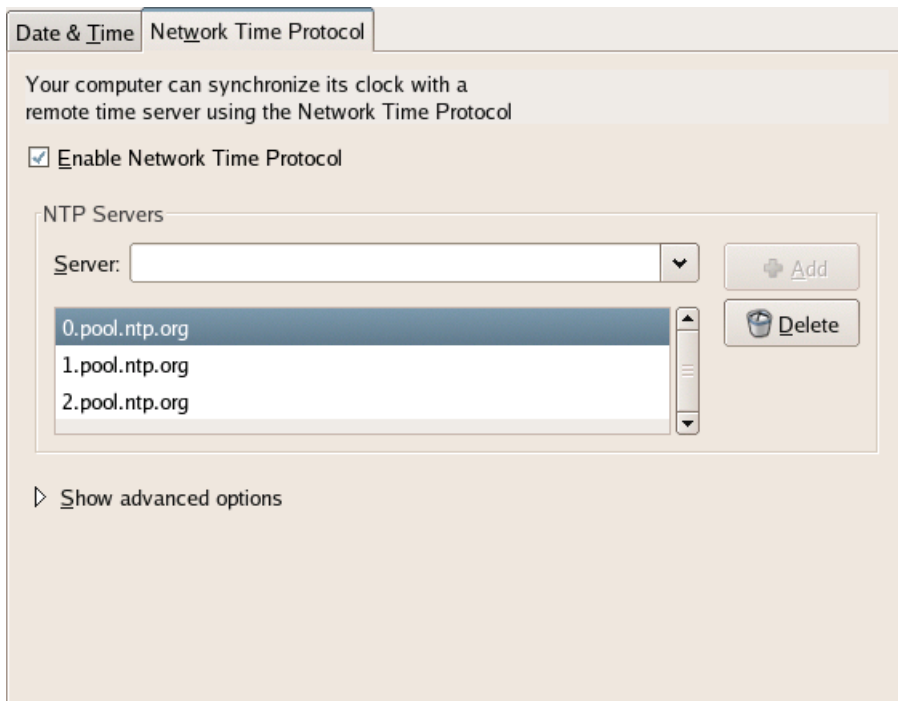 Date & Time
Network Time Protocol
Your computer can synchronize its clock with a
remote time server using the Network Time Protocol
Enable Network Time Protocol
NTP Servers
Server:
Add
0.pool.ntp.org
Delete
1.pool.ntp.org
2.pool.ntp.org
Show advanced options